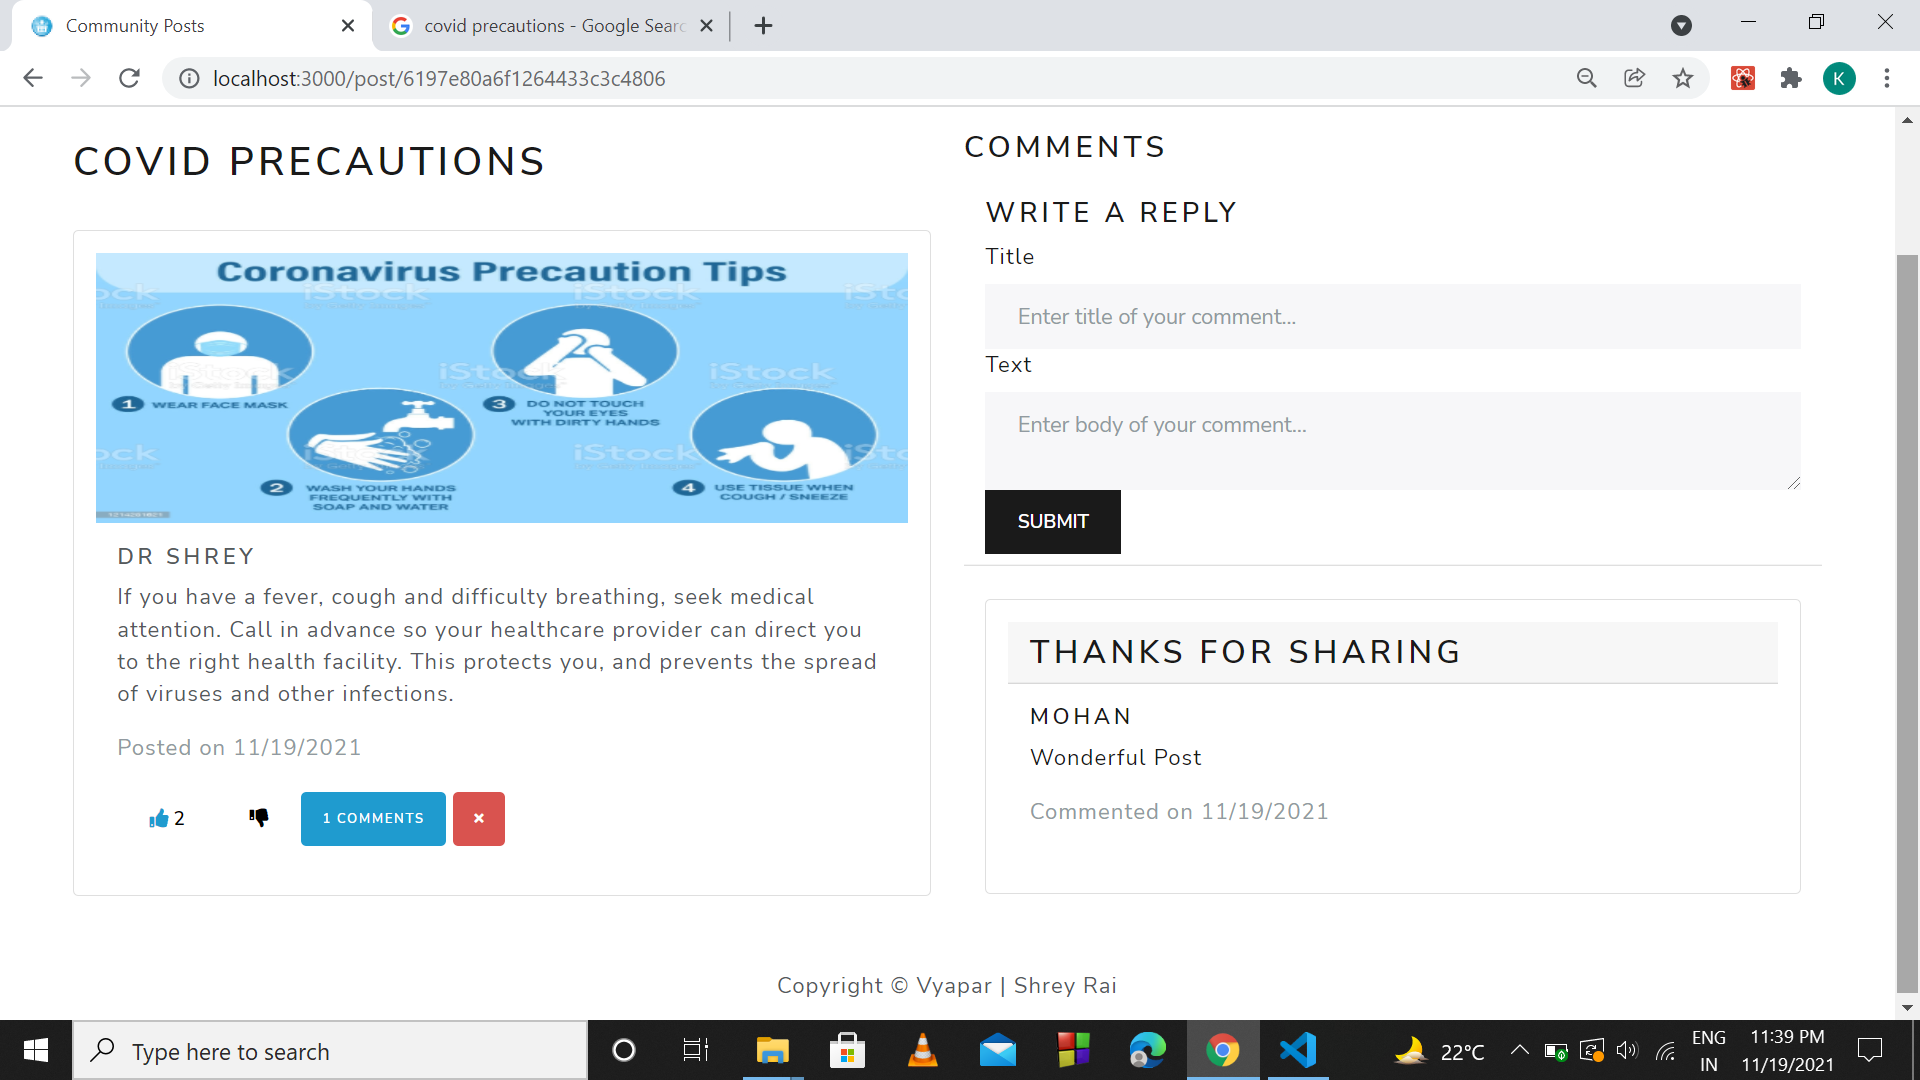 Community Posts
covid precautions - Google Searc
localhost:3000/post/6197e80a6f1264433c3c4806
K
COVID PRECAUTIONS
Coronavirus Precaution Tips
iStock
1 WEAR FACE MASK
3 DO NOT TOUCH
YOUR EYES
WITH DIRTY HANDS
2 WASH YOUR HANDS
FREQUENTLY WITH
SOAP AND WATER
4 USE TISSUE WHEN
COUGH / SNEEZE
DR SHREY
If you have a fever, cough and difficulty breathing, seek medical
attention. Call in advance so your healthcare provider can direct you
to the right health facility. This protects you, and prevents the spread
of viruses and other infections.
Posted on 11/19/2021
2
1 COMMENTS
COMMENTS
WRITE A REPLY
Title
Enter title of your comment...
Text
Enter body of your comment...
SUBMIT
THANKS FOR SHARING
MOHAN
Wonderful Post
Commented on 11/19/2021
Copyright © Vyapar | Shrey Rai
Type here to search
22°C
ENG
IN
11:39 PM
11/19/2021